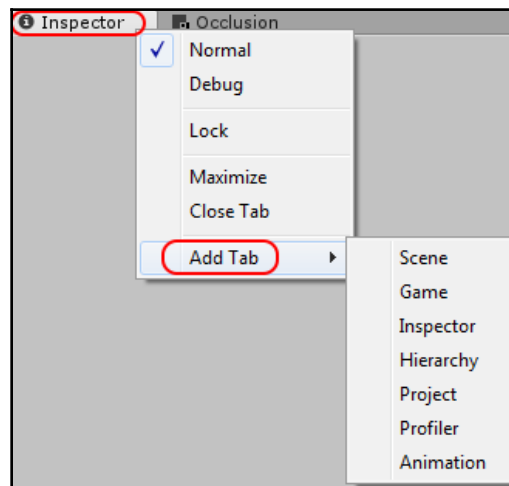 Inspector
Occlusion
Normal
Debug
Lock
Maximize
Close Tab
Add Tab
Scene
Game
Inspector
Hierarchy
Project
Profiler
Animation